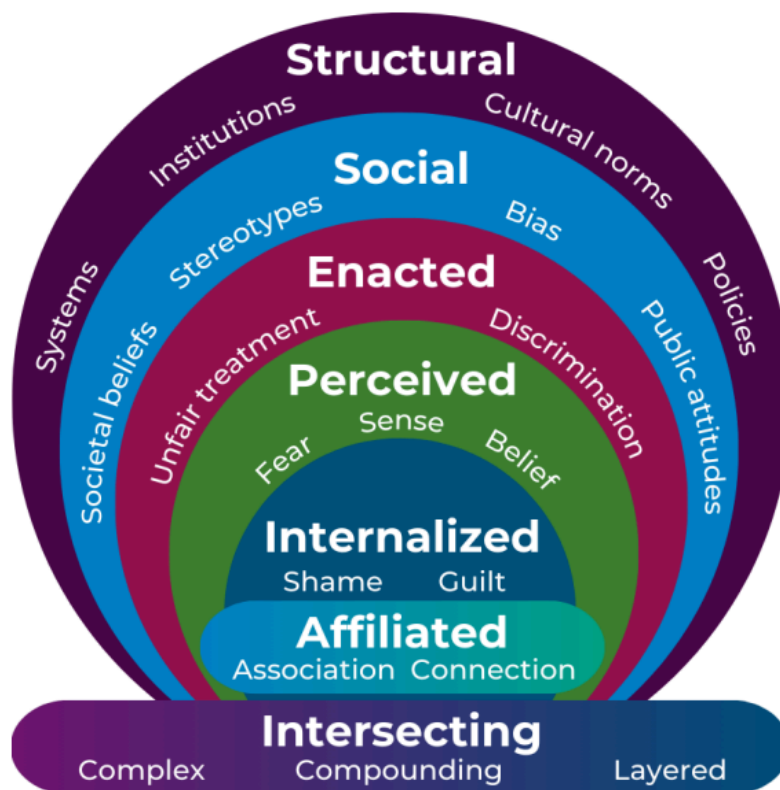 Structural
Systems
Institutions
Cultural norms
Policies
Social
Societal beliefs
Stereotypes
Bias
Public attitudes
Enacted
Unfair treatment
Discrimination
Perceived
Fear
Sense
Belief
Internalized
Shame Guilt
Affiliated
Association Connection
Intersecting
Complex Compounding Layered